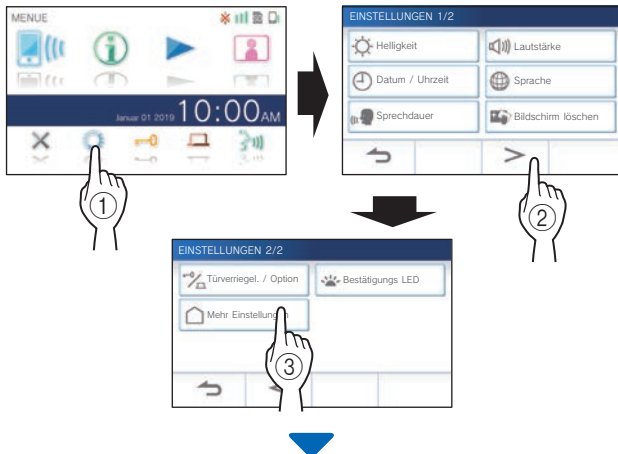 MENUE
Januar 01 2019 10:00AM
①
EINSTELLUNGEN 1/2
Helligkeit
Lautstärke
Datum / Uhrzeit
Sprache
Sprechdauer
Bildschirm löschen
>
②
EINSTELLUNGEN 2/2
Türverriegel. / Option
Bestätigungs LED
Mehr
③